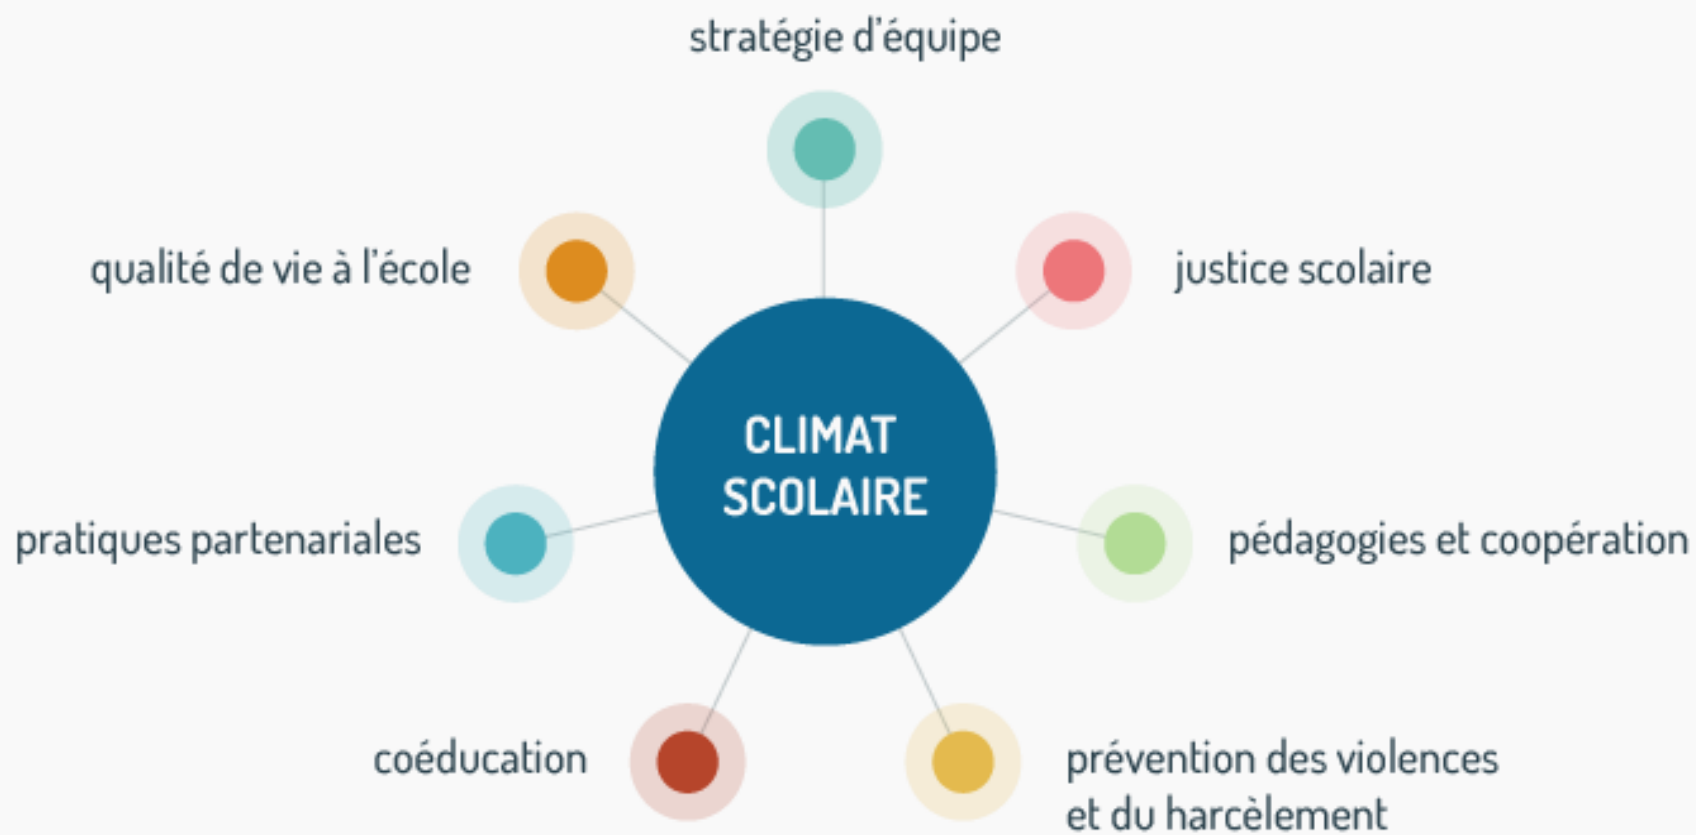 stratégie d'équipe
qualité de vie à l'école
justice scolaire
CLIMAT
SCOLAIRE
pratiques partenariales
pédagogies et coopération
coéducation
prévention des violences
et du harcèlement